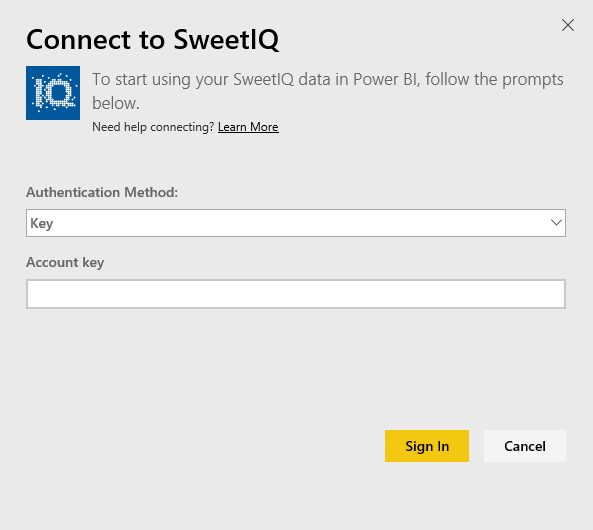 Connect to SweetIQ
IQ
To start using your SweetIQ data in Power BI, follow the prompts
below.
Need help connecting? Learn More
Authentication Method:
Key
Account key
Sign In
Cancel